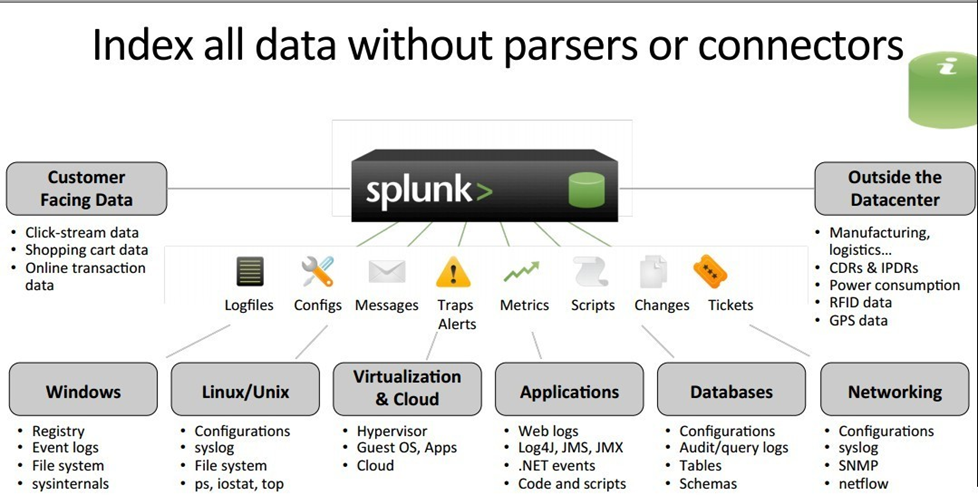 Index all data without parsers or connectors
i
splunk>
Customer
Facing Data
• Click-stream data
• Shopping cart data
• Online transaction
data
Outside the
Datacenter
• Manufacturing,
logistics...
• CDRs & IPDRs
• Power consumption
• RFID data
• GPS data
Logfiles
Configs
Messages
Traps
Alerts
Metrics
Scripts
Changes
Tickets
Windows
• Registry
• Event logs
• File system
• sysinternals
Linux/Unix
• Configurations
• syslog
• File system
• ps, iostat, top
Virtualization
& Cloud
• Hypervisor
• Guest OS, Apps
• Cloud
Applications
• Web logs
• Log4J, JMS, JMX
• .NET events
• Code and scripts
Databases
• Configurations
• Audit/query logs
• Tables
• Schemas
Networking
• Configurations
• syslog
• SNMP
• netflow